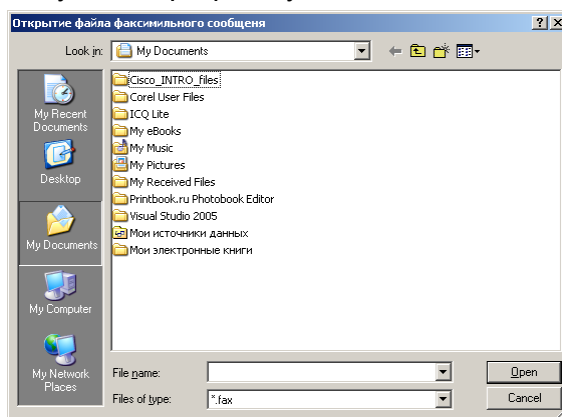 Открытие файла факсимильного сообщеня
Look in:
My Documents
My Recent
Documents
Desktop
My Documents
My Computer
My Network
Places
Cisco_INTRO_files
Corel User Files
ICQ Lite
My eBooks
My Music
My Pictures
My Received Files
Printbook.ru Photobook Editor
Visual Studio 2005
Мои источники данных
Мои электронные книги
File name:
Open
Files of type:
*.fax
Cancel